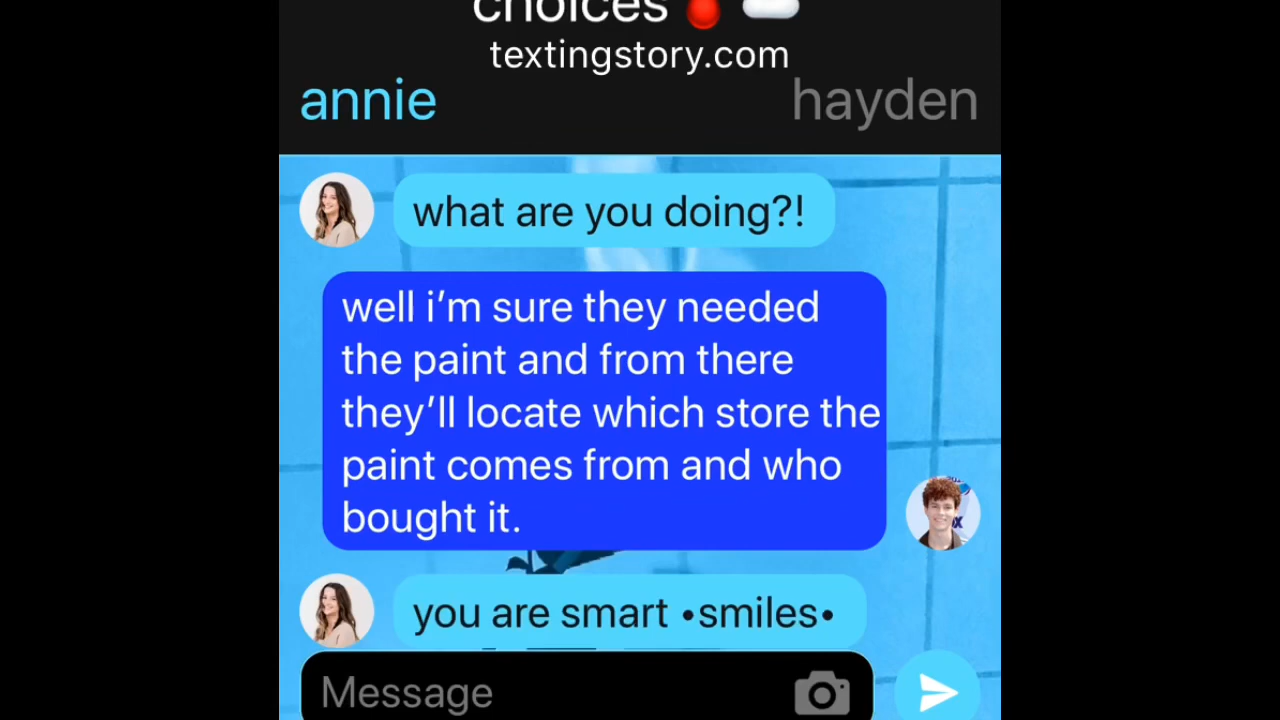 choices
textingstory.com
annie
hayden
what are you doing?!
well i’m sure they needed
the paint and from there
they’ll locate which store the
paint comes from and who
bought it.
you are smart •smiles•
Message